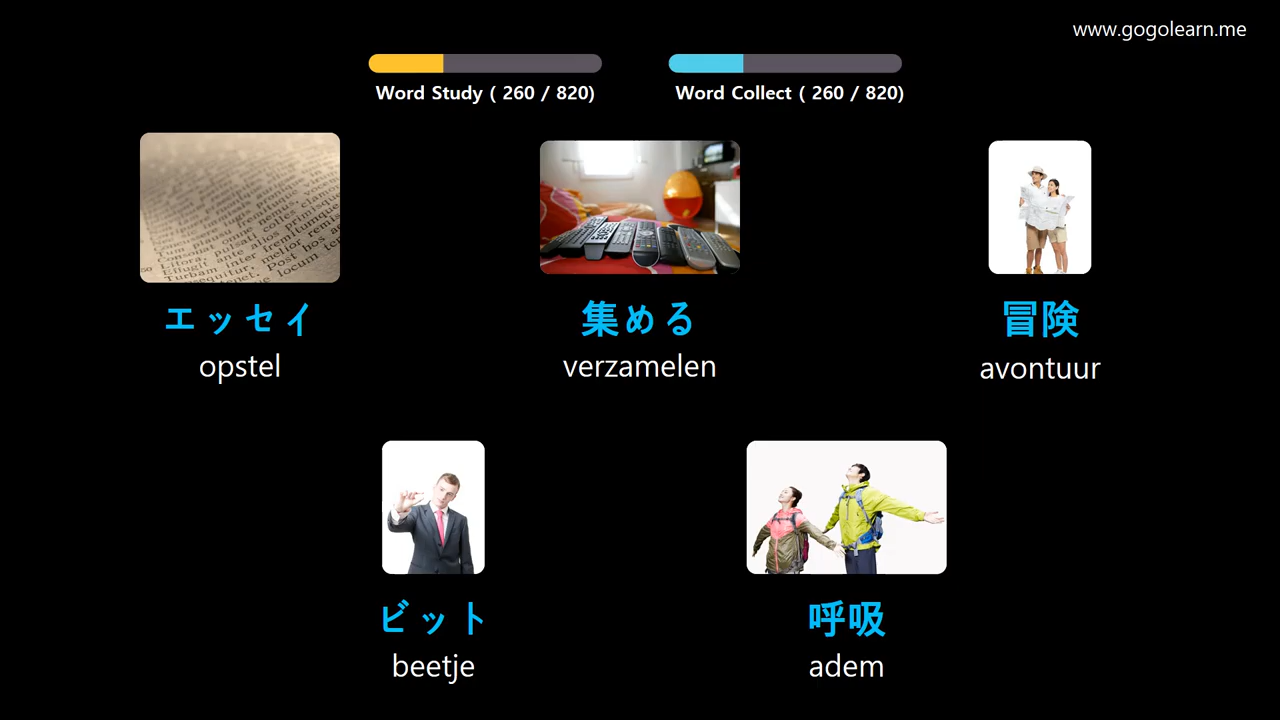 www.gogolearn.me
Word Study ( 260 / 820)
Word Collect ( 260 / 820)
エッセイ
opstel
集める
verzamelen
冒険
avontuur
ビット
beetje
呼吸
adem